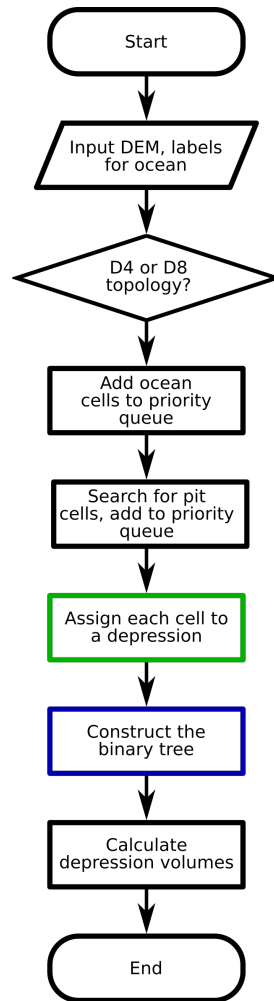 Start
Input DEM, labels
for ocean
D4 or D8
topology?
Add ocean
cells to priority
queue
Search for pit
cells, add to priority
queue
Assign each cell to
a depression
Construct the
binary tree
Calculate
depression volumes
End